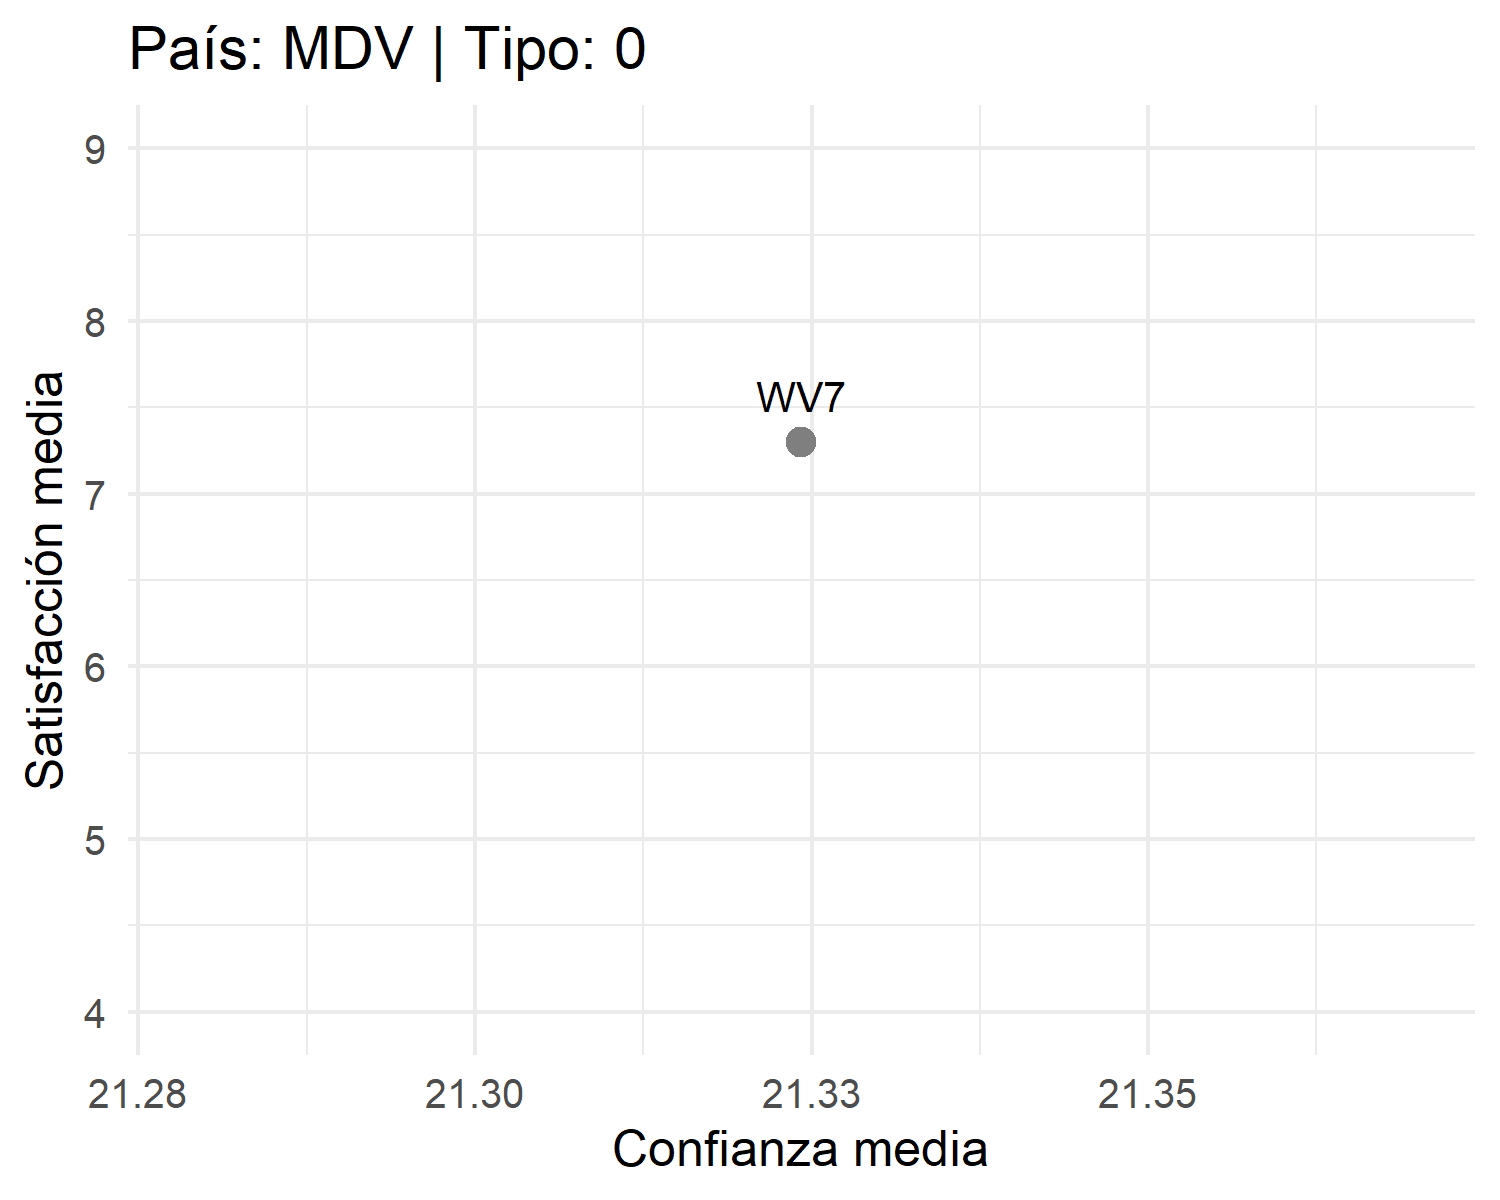 País: MDV | Tipo: 0
9
8
WV7
7
6
5
4
Satisfacción media
21.28 21.30 21.33 21.35
Confianza media